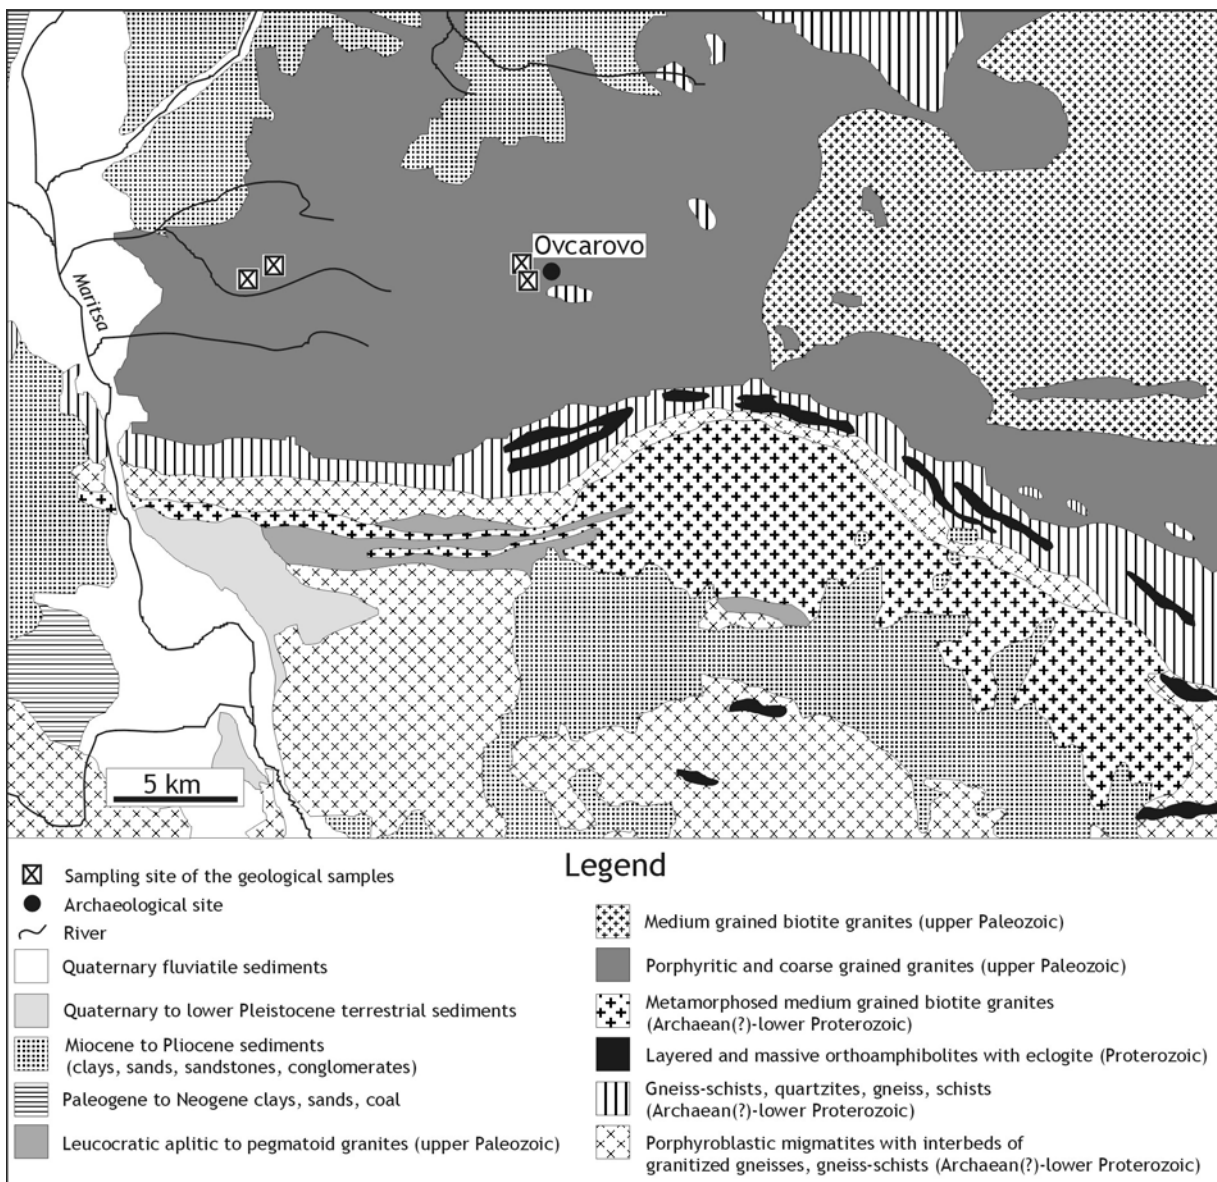 Ovcarovo
Maritsa
5 km
Legend
Sampling site of the geological samples
Archaeological site
River
Quaternary fluviatile sediments
Quaternary to lower Pleistocene terrestrial sediments
Miocene to Pliocene sediments
(clays, sands, sandstones, conglomerates)
Paleogene to Neogene clays, sands, coal
Leucocratic aplitic to pegmatoid granites (upper Paleozoic)
Medium grained biotite granites (upper Paleozoic)
Porphyritic and coarse grained granites (upper Paleozoic)
Metamorphosed medium grained biotite granites
(Archaean(?)-lower Proterozoic)
Layered and massive orthoamphibolites with eclogite (Proterozoic)
Gneiss-schists, quartzites, gneiss, schists
(Archaean(?)-lower Proterozoic)
Porphyroblastic migmatites with interbeds of
granitized gneisses, gneiss-schists (Archaean(?)-lower Proterozoic)